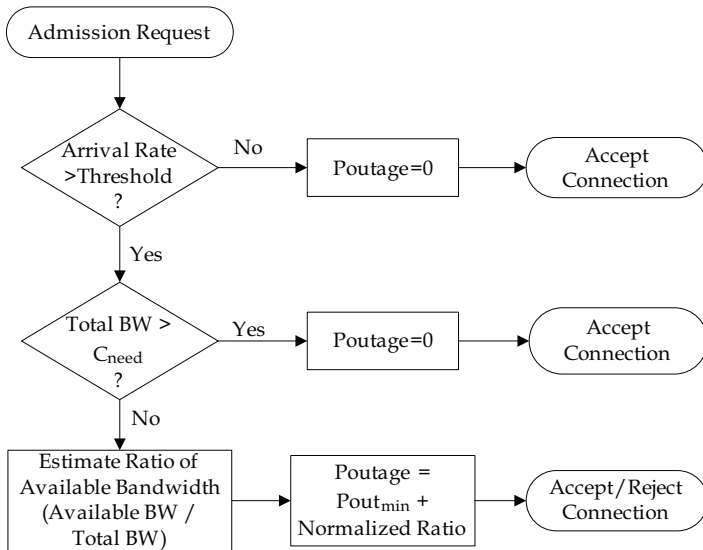 Admission Request
Arrival Rate
>Threshold
?
No
Poutage=0
Accept
Connection
Yes
Total BW >
Cneed
?
Yes
Poutage=0
Accept
Connection
No
Estimate Ratio of
Available Bandwidth
(Available BW /
Total BW)
Poutage =
Poutmin +
Normalized Ratio
Accept/Reject
Connection